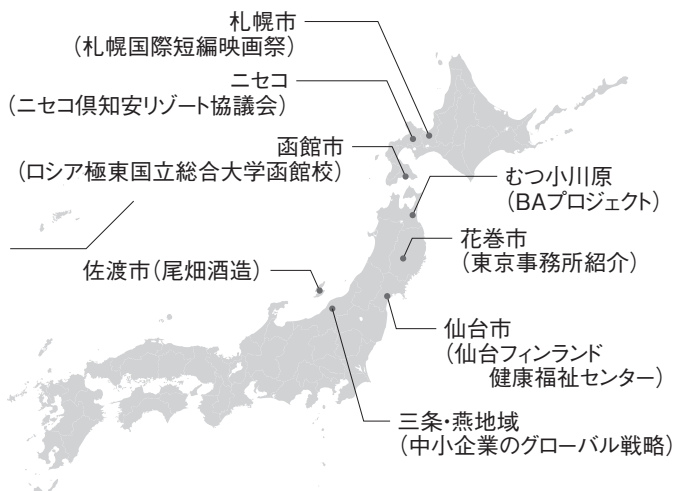 札幌市
(札幌国際短編映画祭)
ニセコ
(ニセコ倶知安リゾート協議会)
函館市
(ロシア極東国立総合大学函館校)
むつ小川原
(BAプロジェクト)
花巻市
(東京事務所紹介)
佐渡市(尾畑酒造)
仙台市
(仙台フィンランド
健康福祉センター)
三条・燕地域
(中小企業のグローバル戦略)